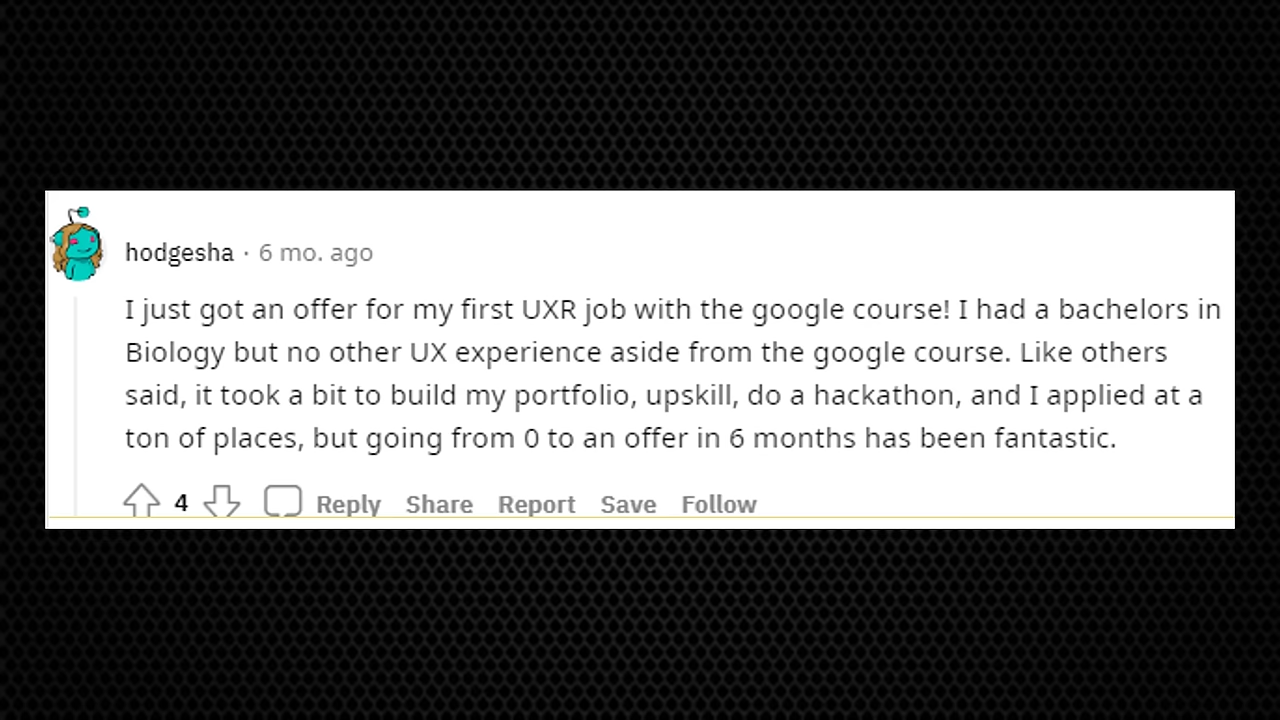 hodgesha · 6 mo. ago
I just got an offer for my first UXR job with the google course! I had a bachelors in
Biology but no other UX experience aside from the google course. Like others
said, it took a bit to build my portfolio, upskill, do a hackathon, and I applied at a
ton of places, but going from 0 to an offer in 6 months has been fantastic.
4 Reply Share Report Save Follow